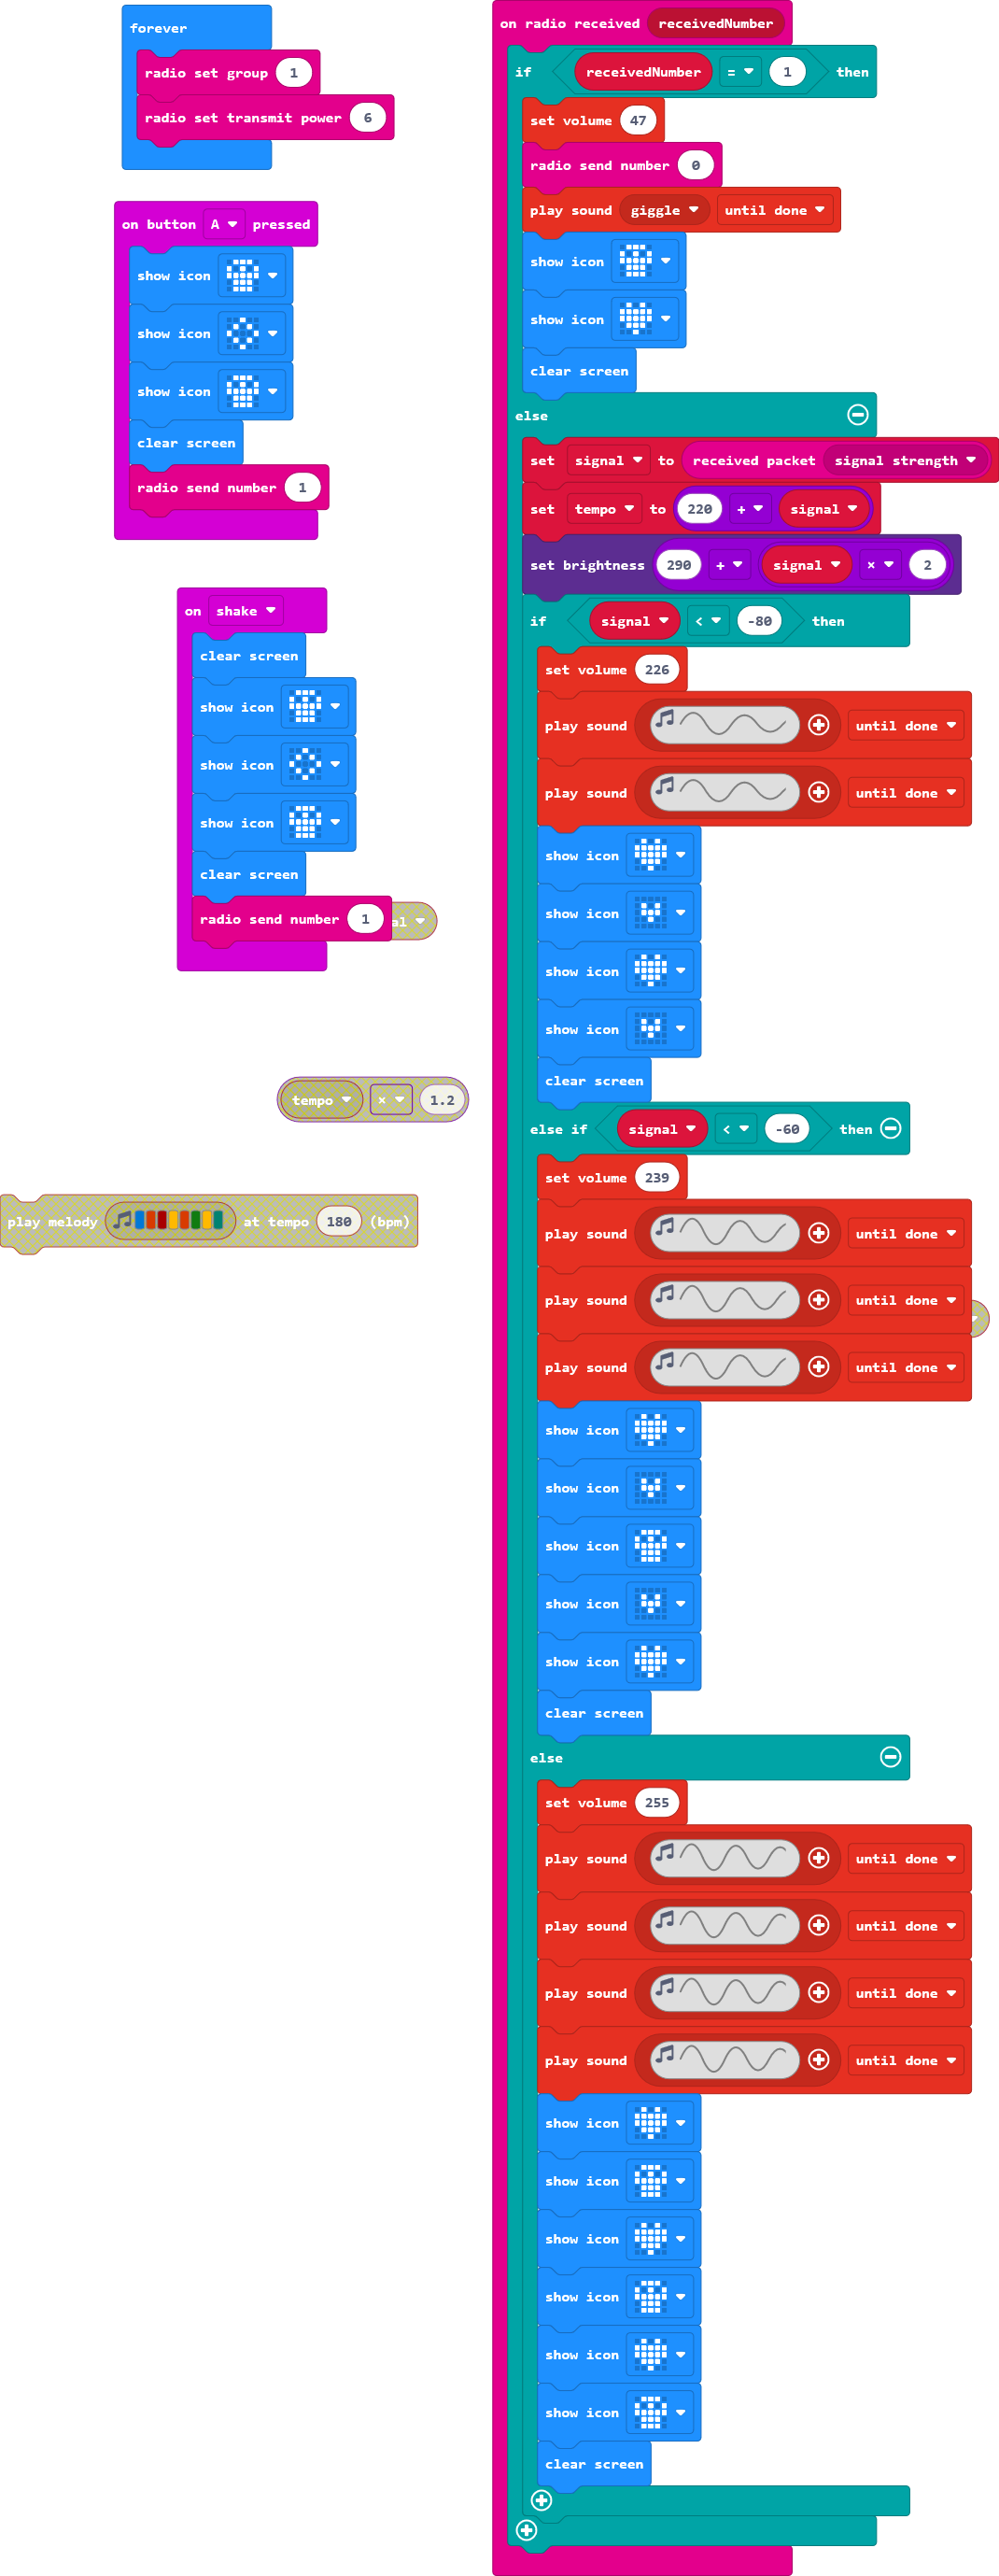 forever
radio set group 1
radio set transmit power 6
on button A pressed
show icon
show icon
show icon
clear screen
radio send number 1
on shake
clear screen
show icon
show icon
show icon
clear screen
radio send number 1
tempo × 1.2
play melody at tempo 180 (bpm)
on radio received receivedNumber
if receivedNumber = 1 then
set volume 47
radio send number 0
play sound giggle until done
show icon
show icon
clear screen
else
set signal to received packet signal strength
set tempo to 220 + signal
set brightness 290 + signal × 2
if signal < -80 then
set volume 226
play sound until done
play sound until done
show icon
show icon
show icon
show icon
clear screen
else if signal < -60 then
set volume 239
play sound until done
play sound until done
play sound until done
show icon
show icon
show icon
show icon
show icon
clear screen
else
set volume 255
play sound until done
play sound until done
play sound until done
play sound until done
show icon
show icon
show icon
show icon
show icon
show icon
clear screen